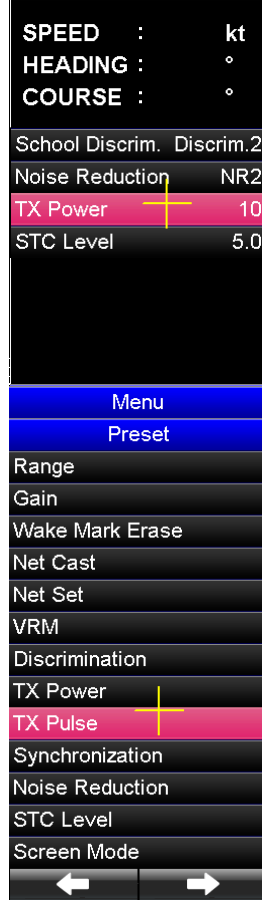 SPEED : kt
HEADING : °
COURSE : °
School Discrim. Discrim.2
Noise Reduction NR2
TX Power 10
STC Level 5.0
Menu
Preset
Range
Gain
Wake Mark Erase
Net Cast
Net Set
VRM
Discrimination
TX Power
TX Pulse
Synchronization
Noise Reduction
STC Level
Screen Mode